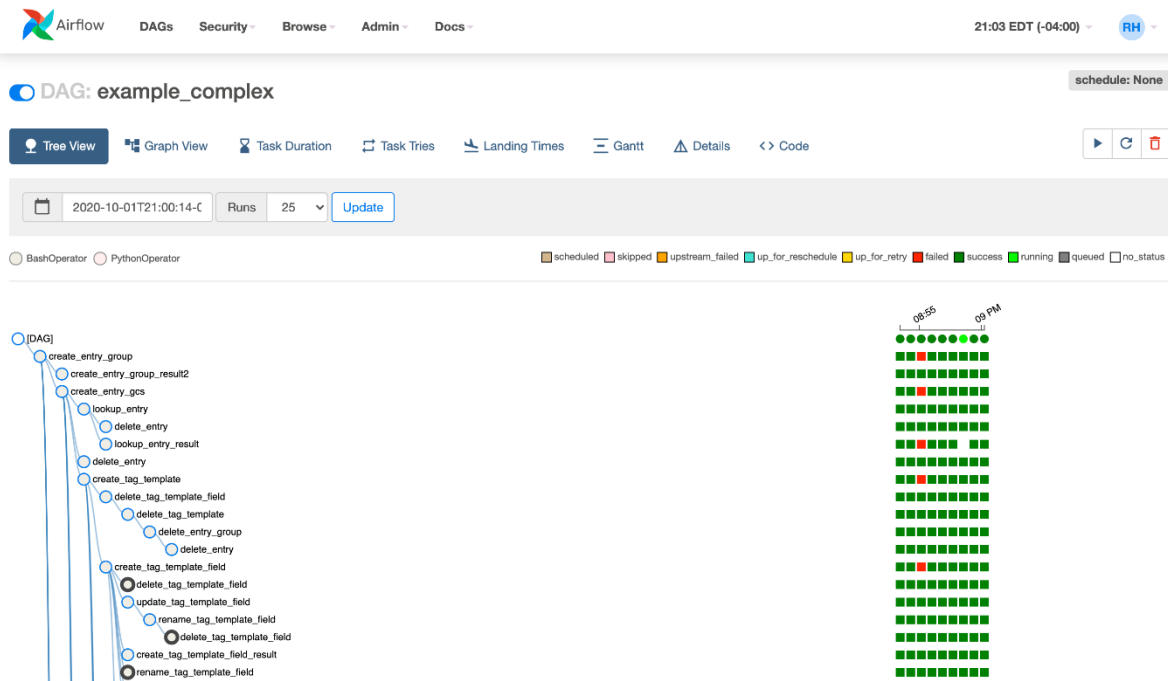 Airflow DAGs Security Browse Admin Docs 21:03 EDT (-04:00) RH
schedule: None
DAG: example_complex
Tree View Graph View Task Duration Task Tries Landing Times Gantt Details Code
2020-10-01T21:00:14-0 Runs 25 Update
BashOperator PythonOperator scheduled skipped upstream_failed up_for_reschedule up_for_retry failed success running queued no_status
08:55 09 PM
[DAG]
create_entry_group
create_entry_group_result2
create_entry_gcs
lookup_entry
delete_entry
lookup_entry_result
delete_entry
create_tag_template
delete_tag_template_field
delete_tag_template
delete_entry_group
delete_entry
create_tag_template_field
delete_tag_template_field
update_tag_template_field
rename_tag_template_field
delete_tag_template_field
create_tag_template_field_result
rename_tag_template_field